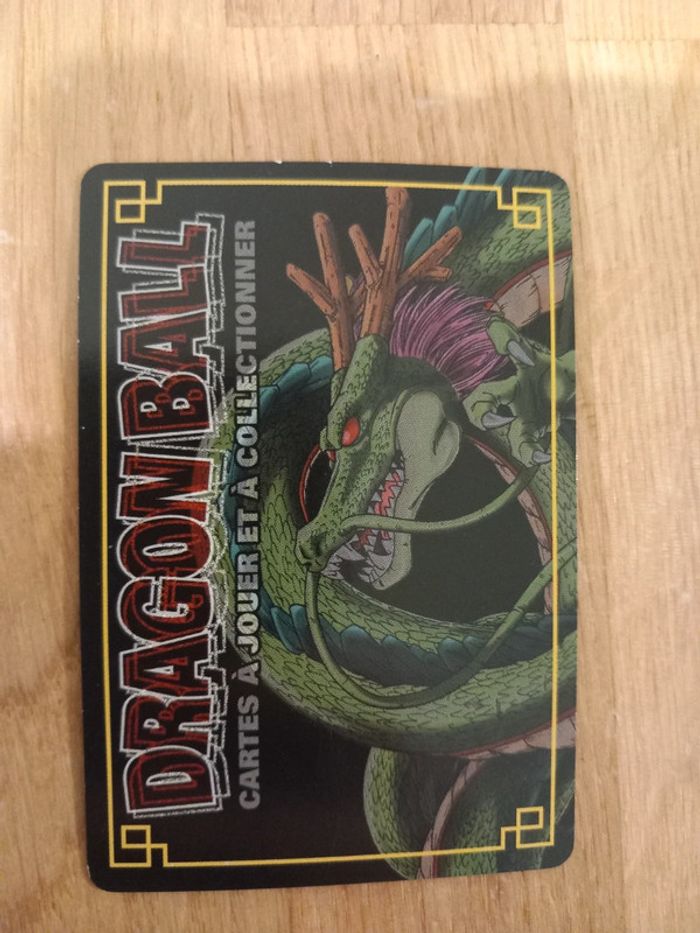 DRAGON BALL
CARTES À JOUER ET À COLLECTIONNER